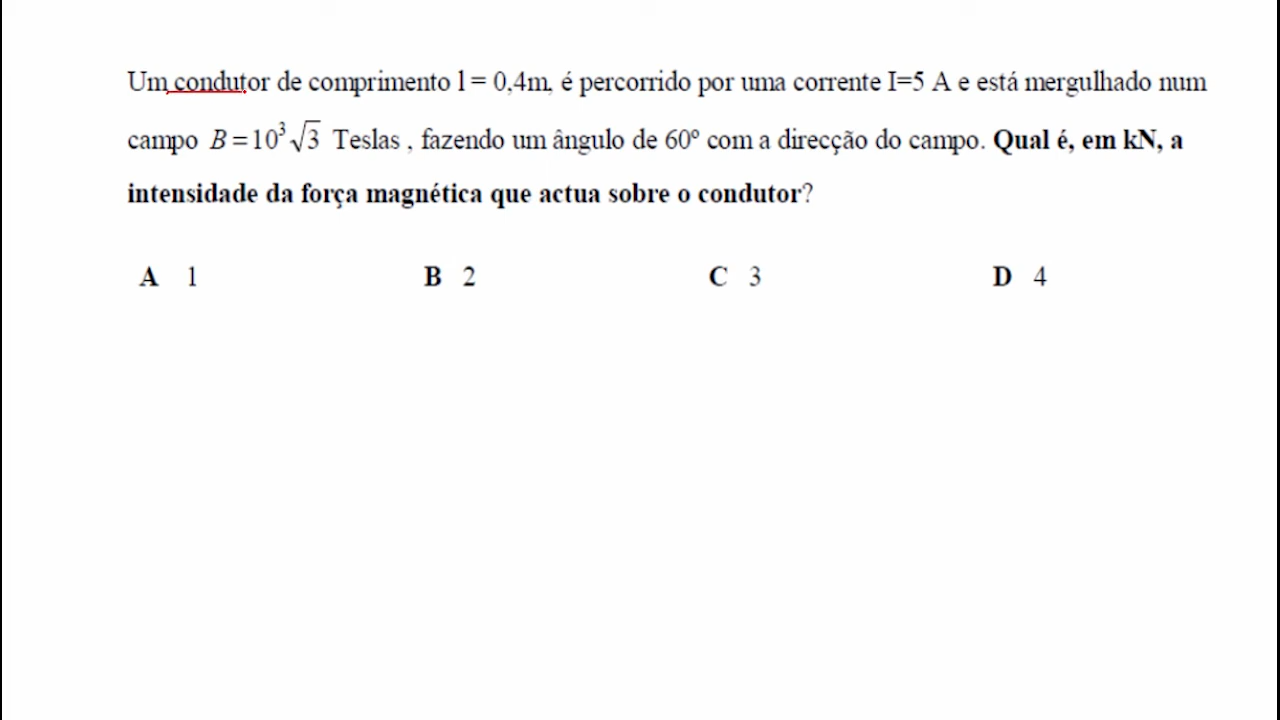 Um condutor de comprimento l = 0,4m, é percorrido por uma corrente I=5 A e está mergulhado num
campo B = 10³√3 Teslas , fazendo um ângulo de 60º com a direcção do campo. Qual é, em kN, a
intensidade da força magnética que actua sobre o condutor?
A 1 B 2 C 3 D 4